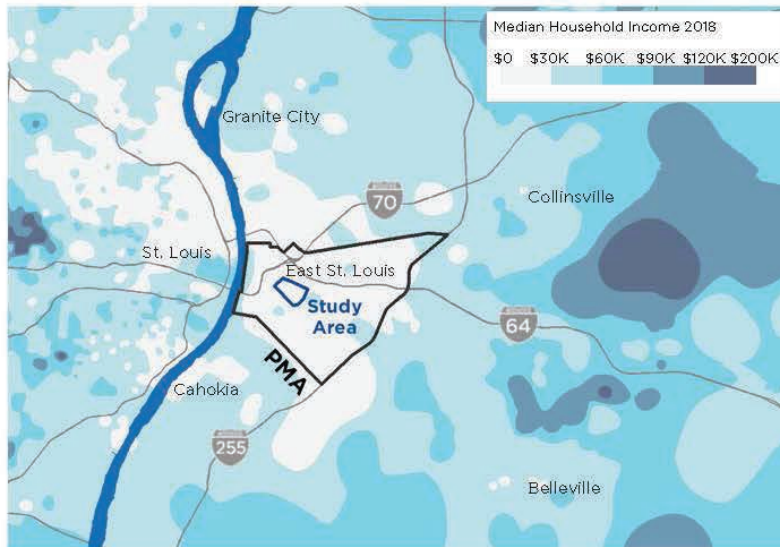 Median Household Income 2018
$0 $30K $60K $90K $120K $200K
Granite City
70
Collinsville
St. Louis
East St. Louis
Study
Area
64
PMA
Cahokia
255
Belleville